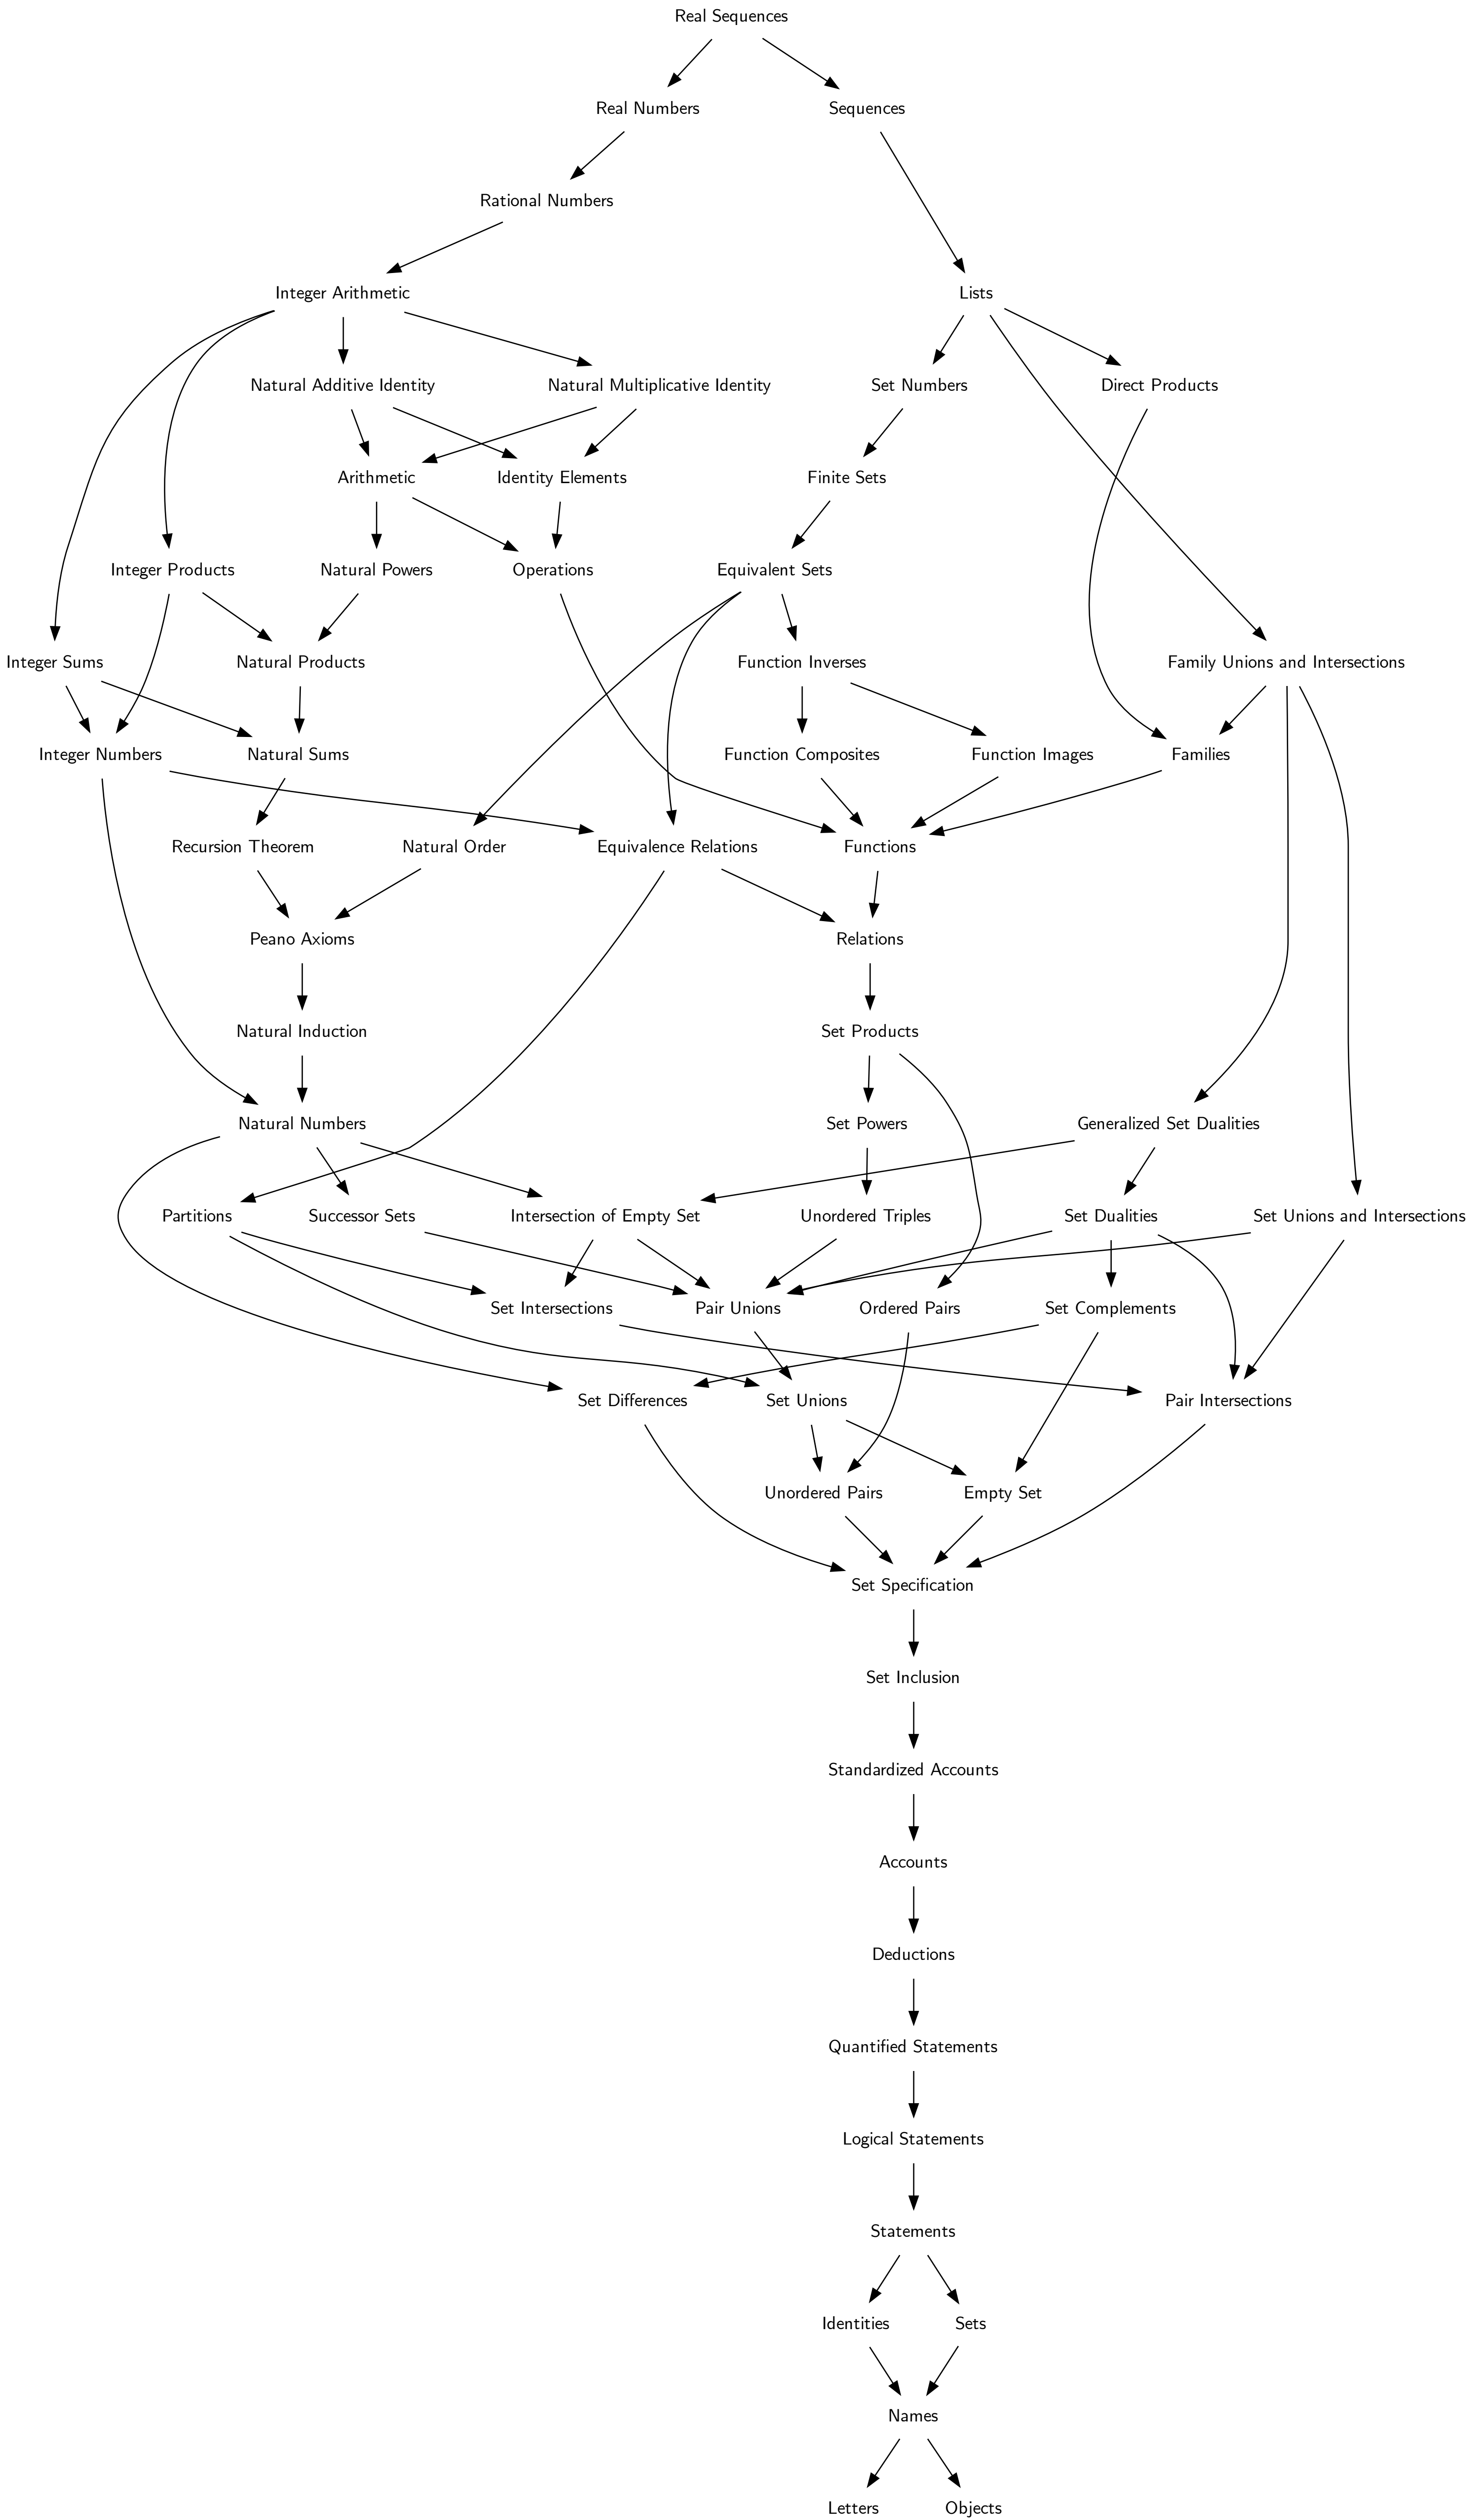 Real Sequences
Real Numbers
Sequences
Rational Numbers
Integer Arithmetic
Lists
Natural Additive Identity
Natural Multiplicative Identity
Set Numbers
Direct Products
Arithmetic
Identity Elements
Finite Sets
Integer Products
Natural Powers
Operations
Equivalent Sets
Integer Sums
Natural Products
Function Inverses
Family Unions and Intersections
Integer Numbers
Natural Sums
Function Composites
Function Images
Families
Recursion Theorem
Natural Order
Equivalence Relations
Functions
Peano Axioms
Relations
Natural Induction
Set Products
Natural Numbers
Set Powers
Generalized Set Dualities
Partitions
Successor Sets
Intersection of Empty Set
Unordered Triples
Set Dualities
Set Unions and Intersections
Set Intersections
Pair Unions
Ordered Pairs
Set Complements
Set Differences
Set Unions
Pair Intersections
Unordered Pairs
Empty Set
Set Specification
Set Inclusion
Standardized Accounts
Accounts
Deductions
Quantified Statements
Logical Statements
Statements
Identities
Sets
Names
Letters
Objects